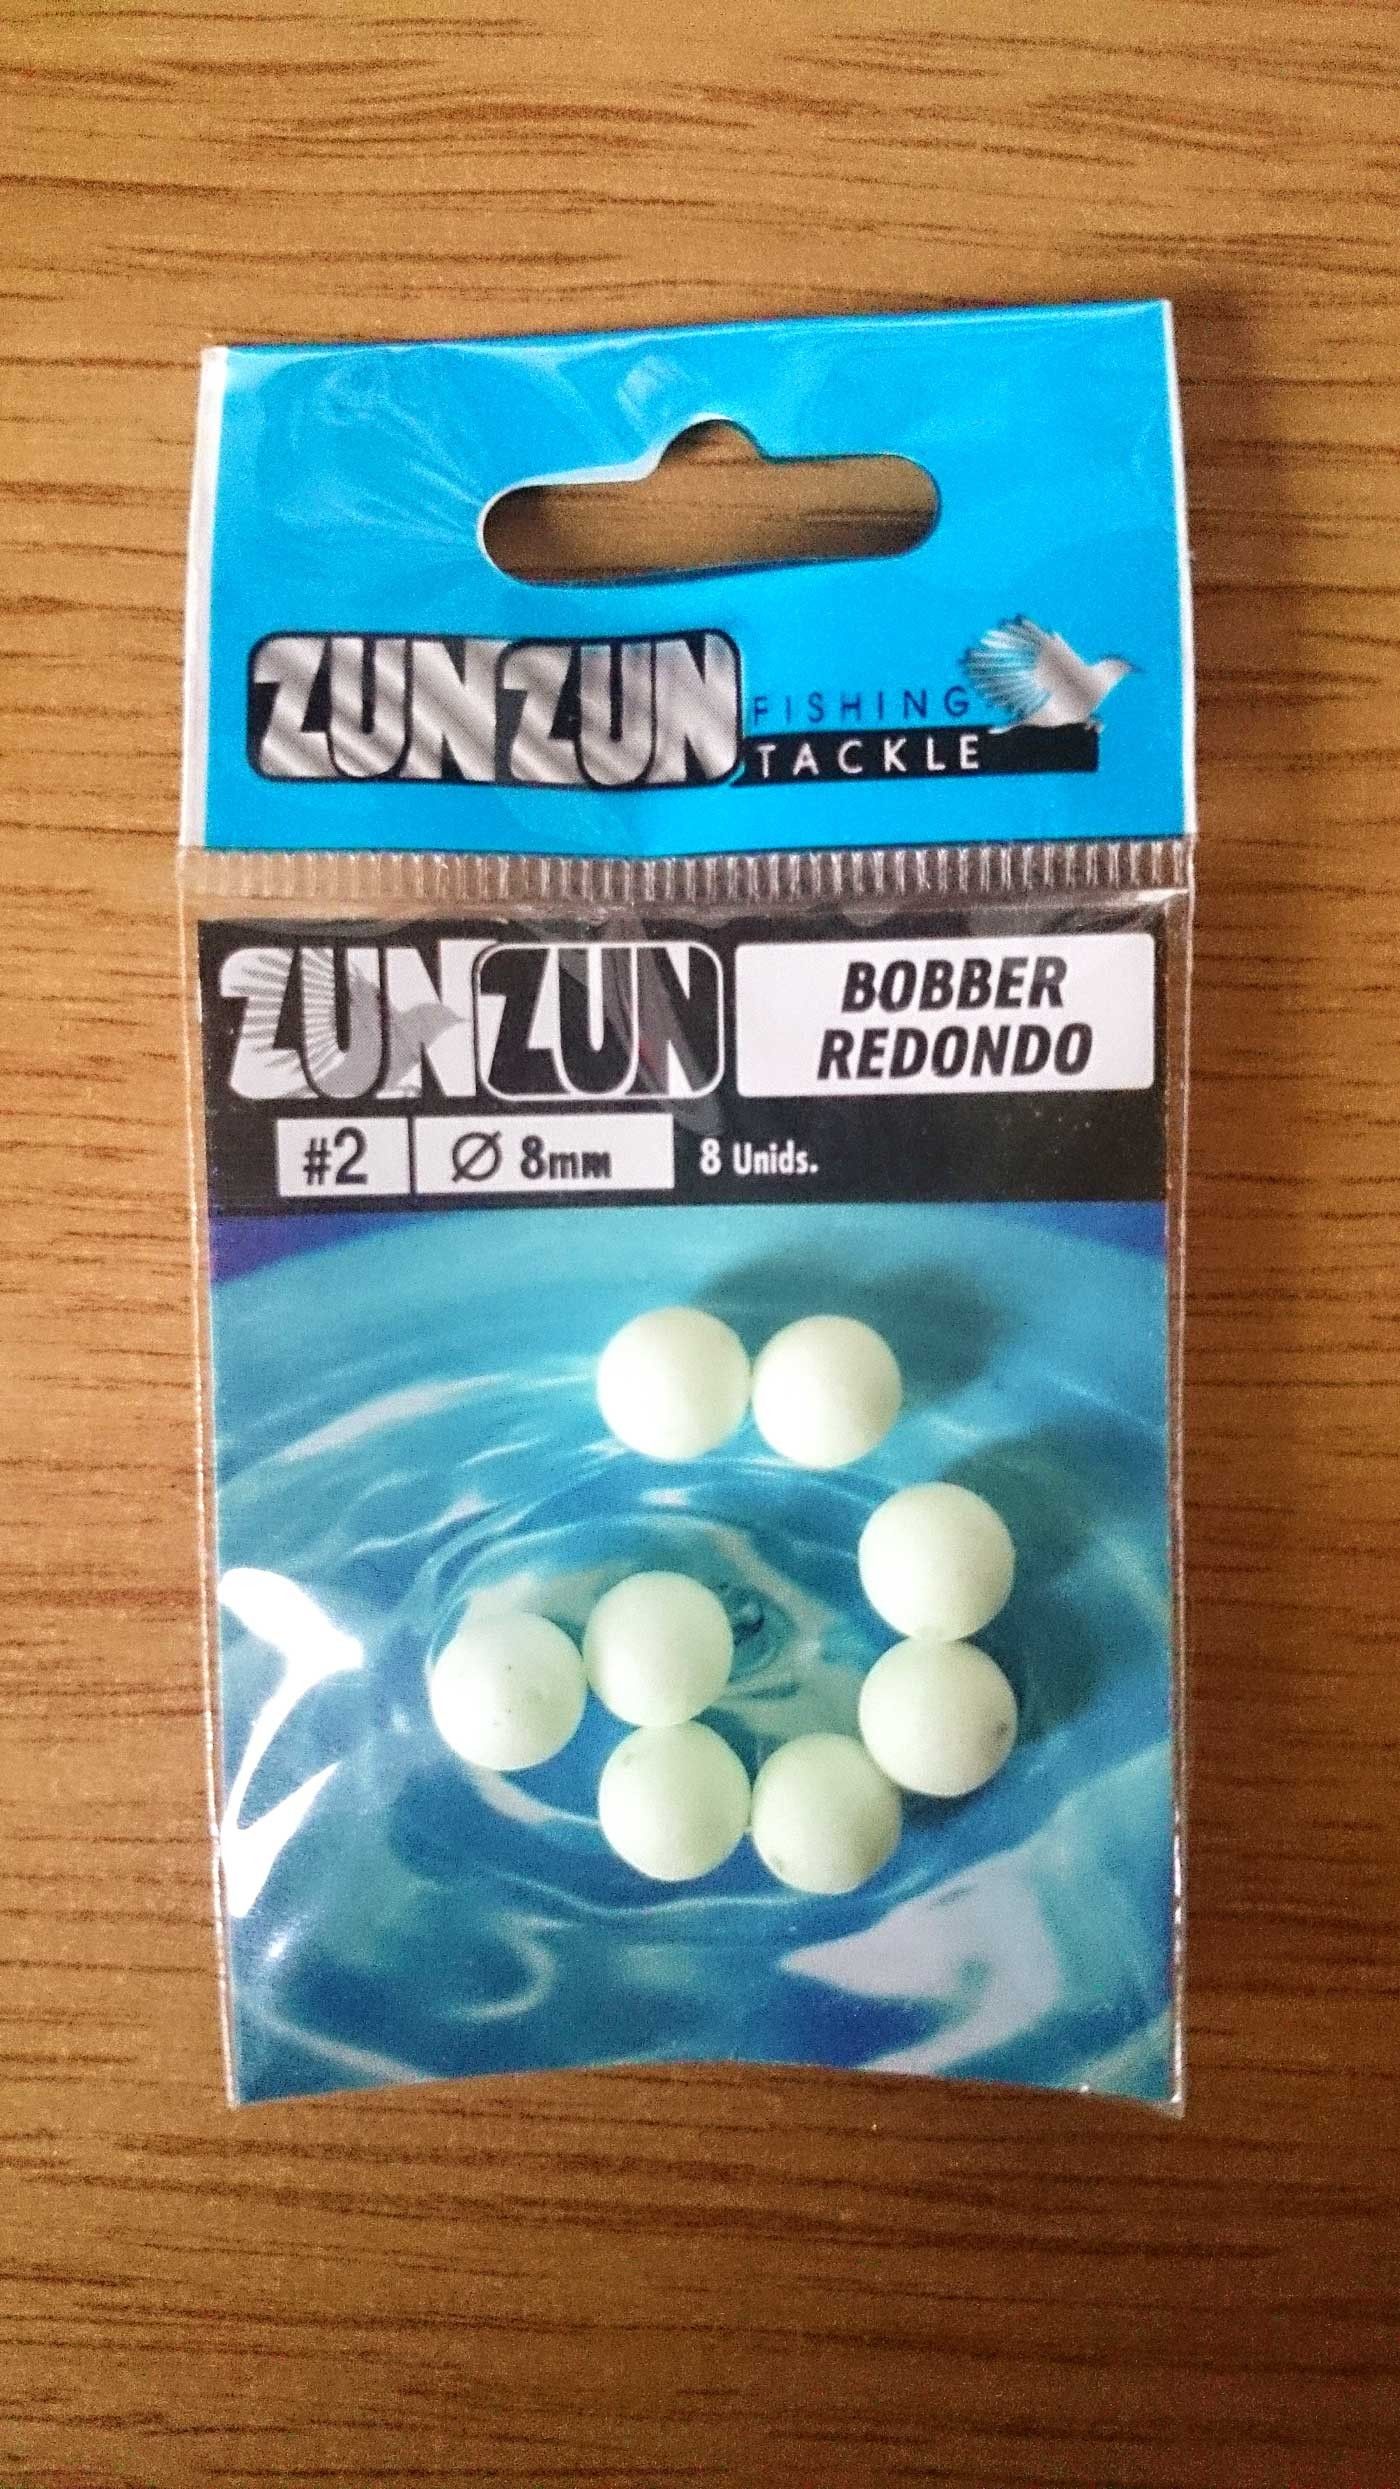 ZUNZUN FISHING
TACKLE
ZUNZUN BOBBER
REDONDO
#2 Ø 8mm 8 Unids.